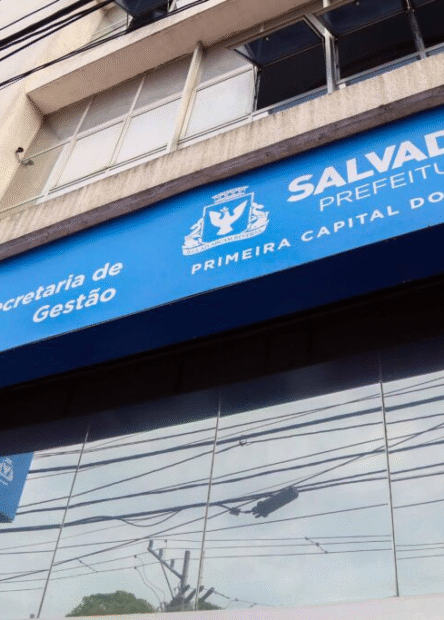 ecretaria de
Gestão
SALVAD
PREFEITU
PRIMEIRA CAPITAL DO